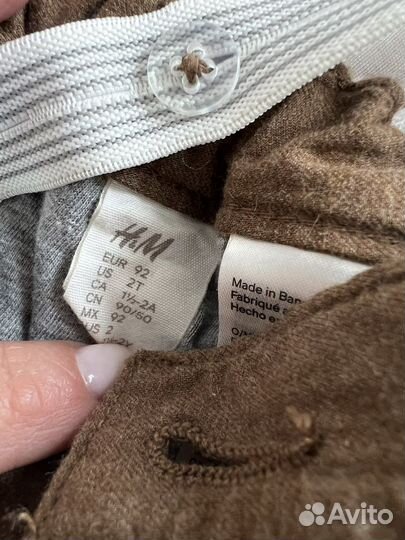 H&M
EUR 92
US 2T
CA 1½-2A
CN 90/50
MX 92
US 2
Made in Ban
Fabriqué a
Hecho e
Avito